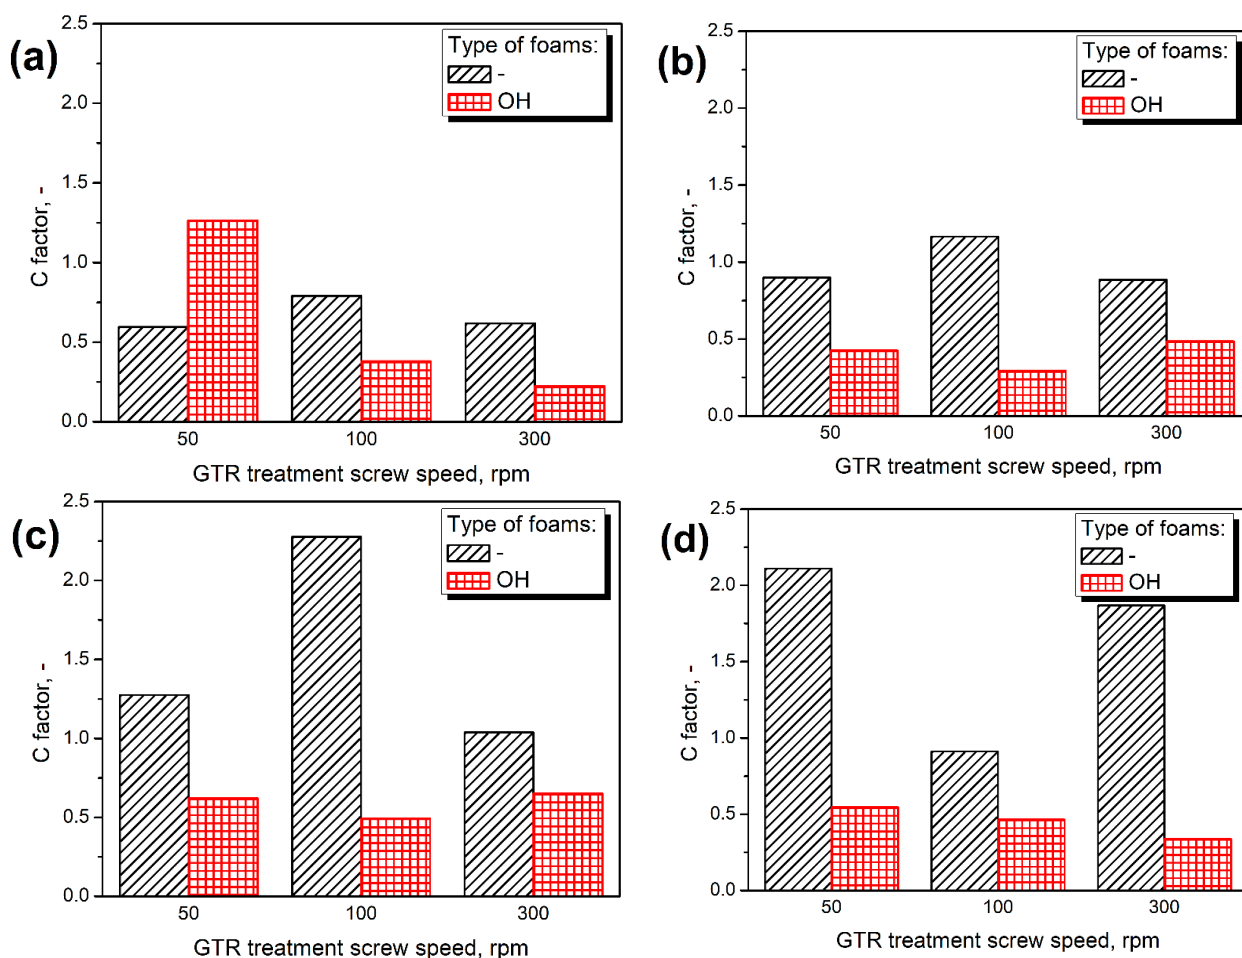 (a)
2.5
2.0
1.5
1.0
0.5
0.0
C factor, -
Type of foams:
-
OH
50 100 300
GTR treatment screw speed, rpm
(b)
2.5
2.0
1.5
1.0
0.5
0.0
C factor, -
Type of foams:
-
OH
50 100 300
GTR treatment screw speed, rpm
(c)
2.5
2.0
1.5
1.0
0.5
0.0
C factor, -
Type of foams:
-
OH
50 100 300
GTR treatment screw speed, rpm
(d)
2.5
2.0
1.5
1.0
0.5
0.0
C factor, -
Type of foams:
-
OH
50 100 300
GTR treatment screw speed, rpm